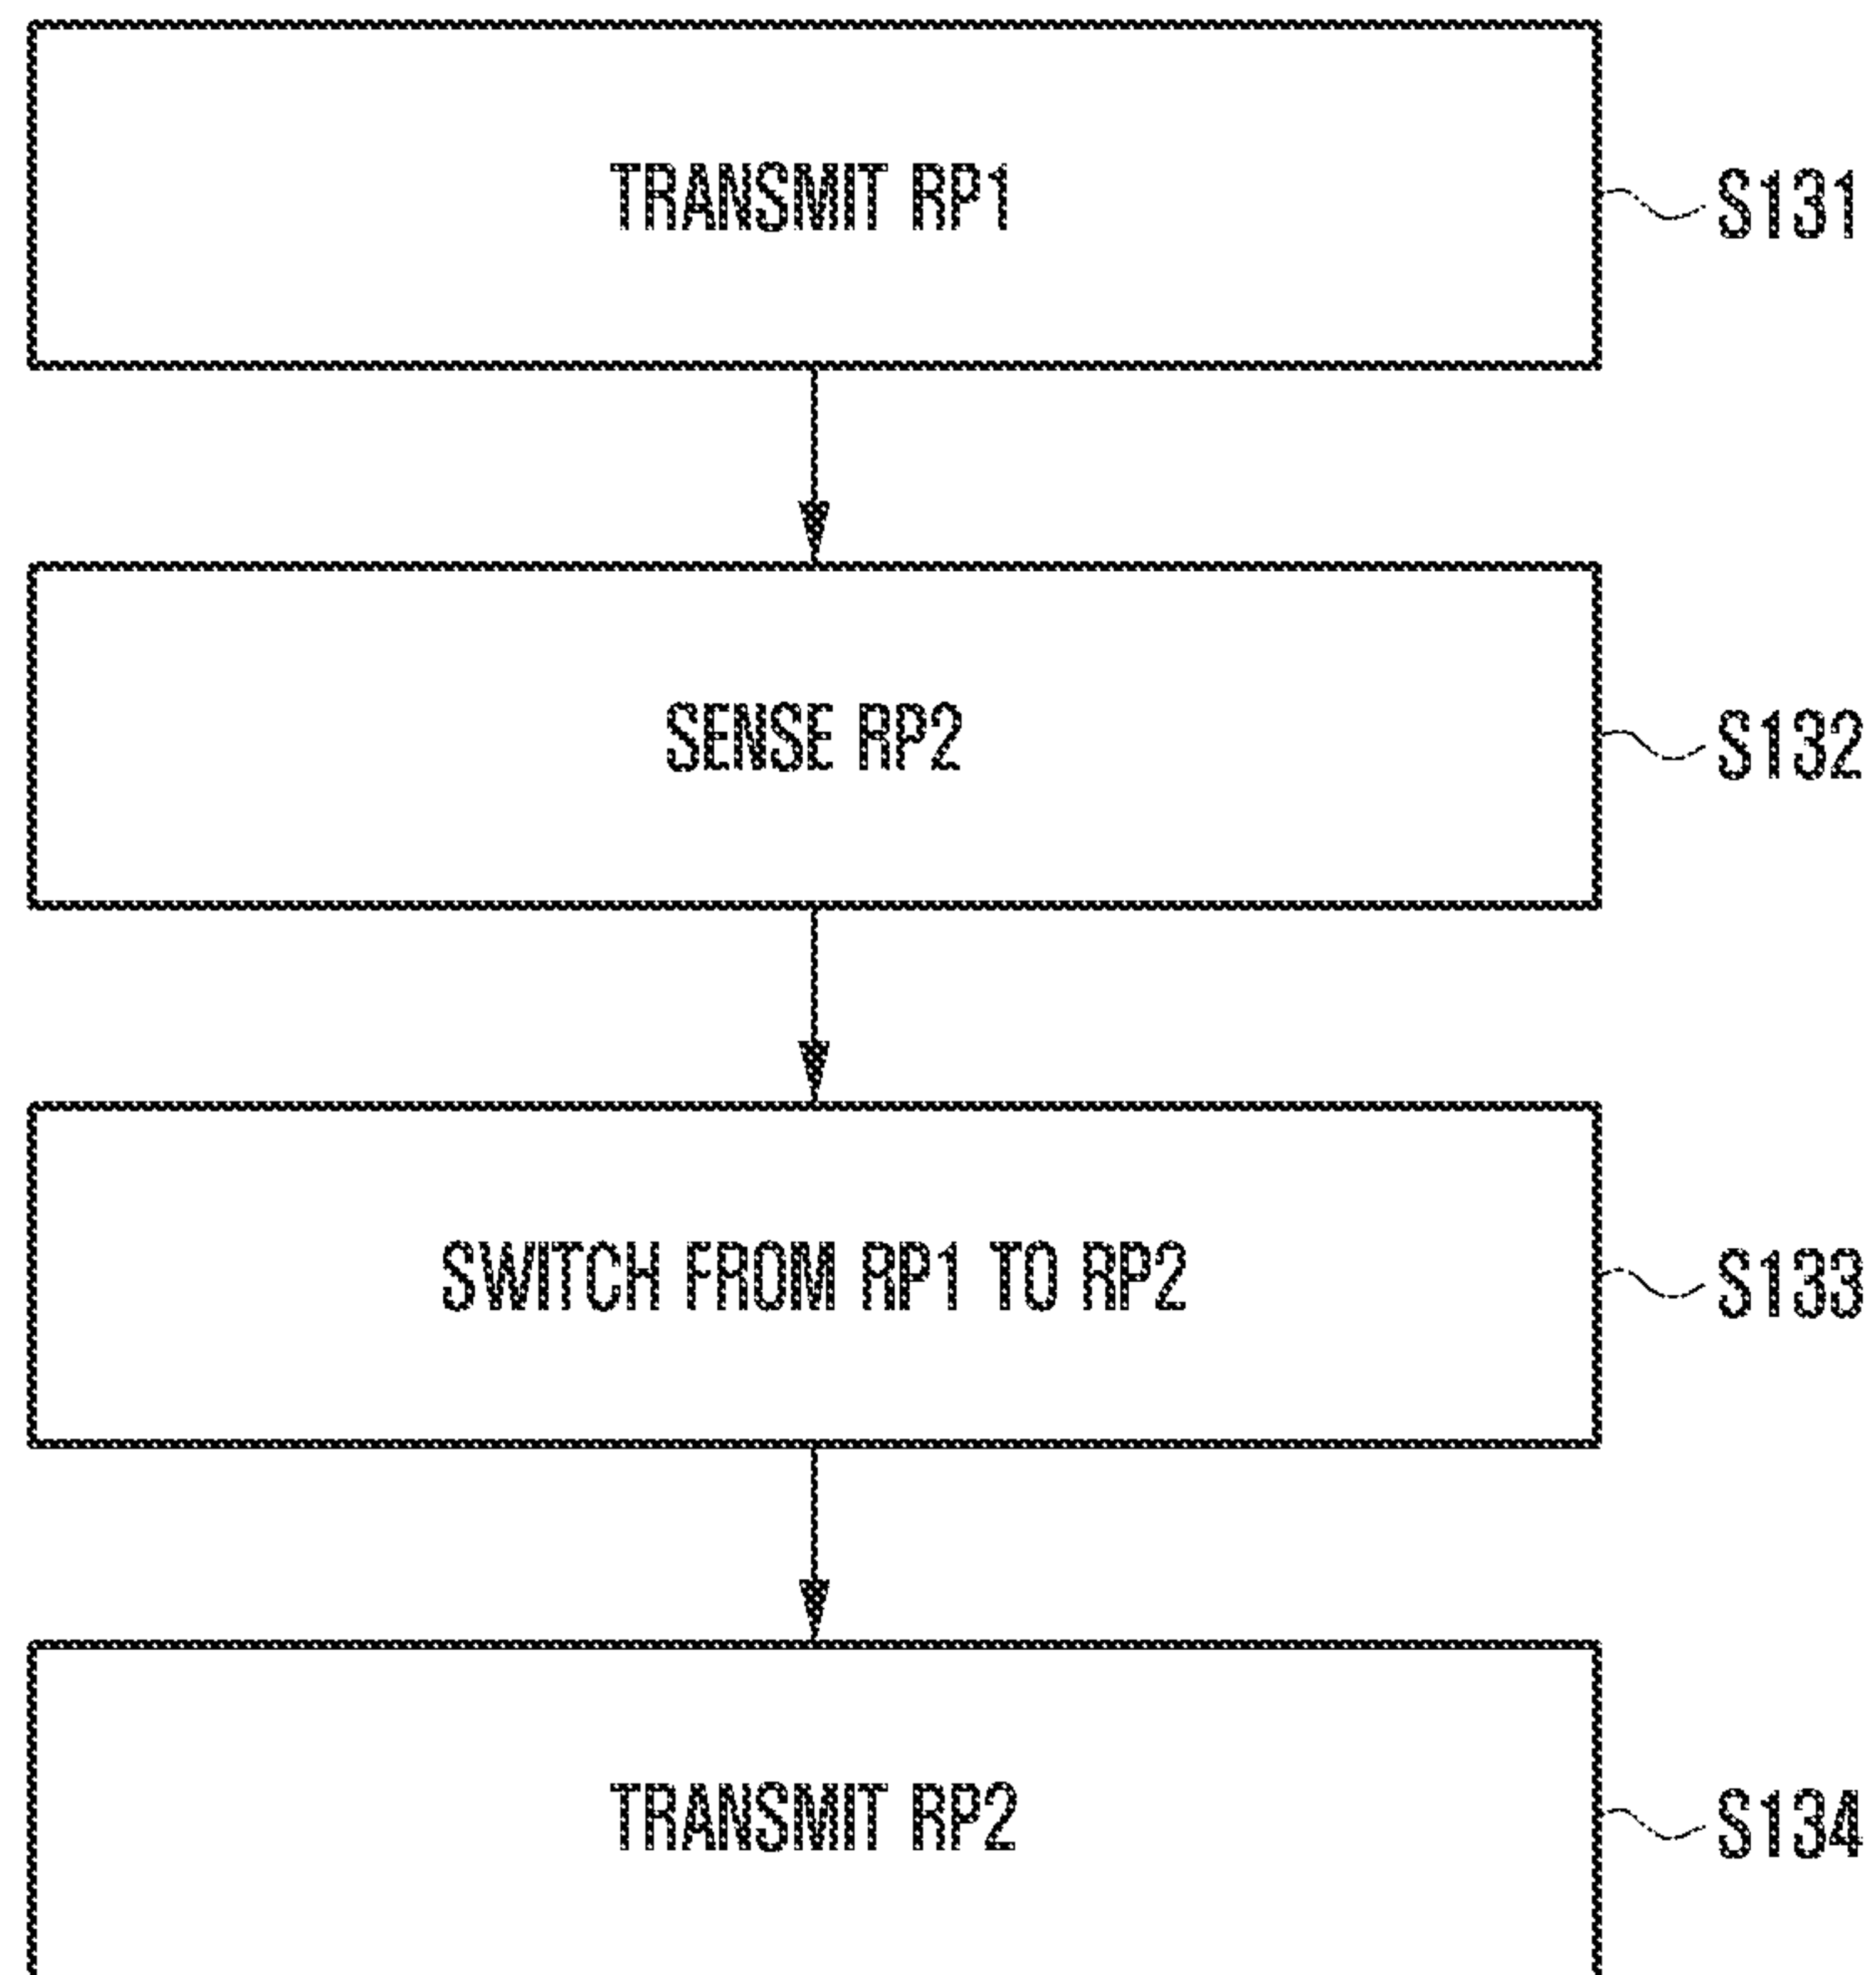 TRANSMIT RP1
S131
SENSE RP2
S132
SWITCH FROM RP1 TO RP2
S133
TRANSMIT RP2
S134